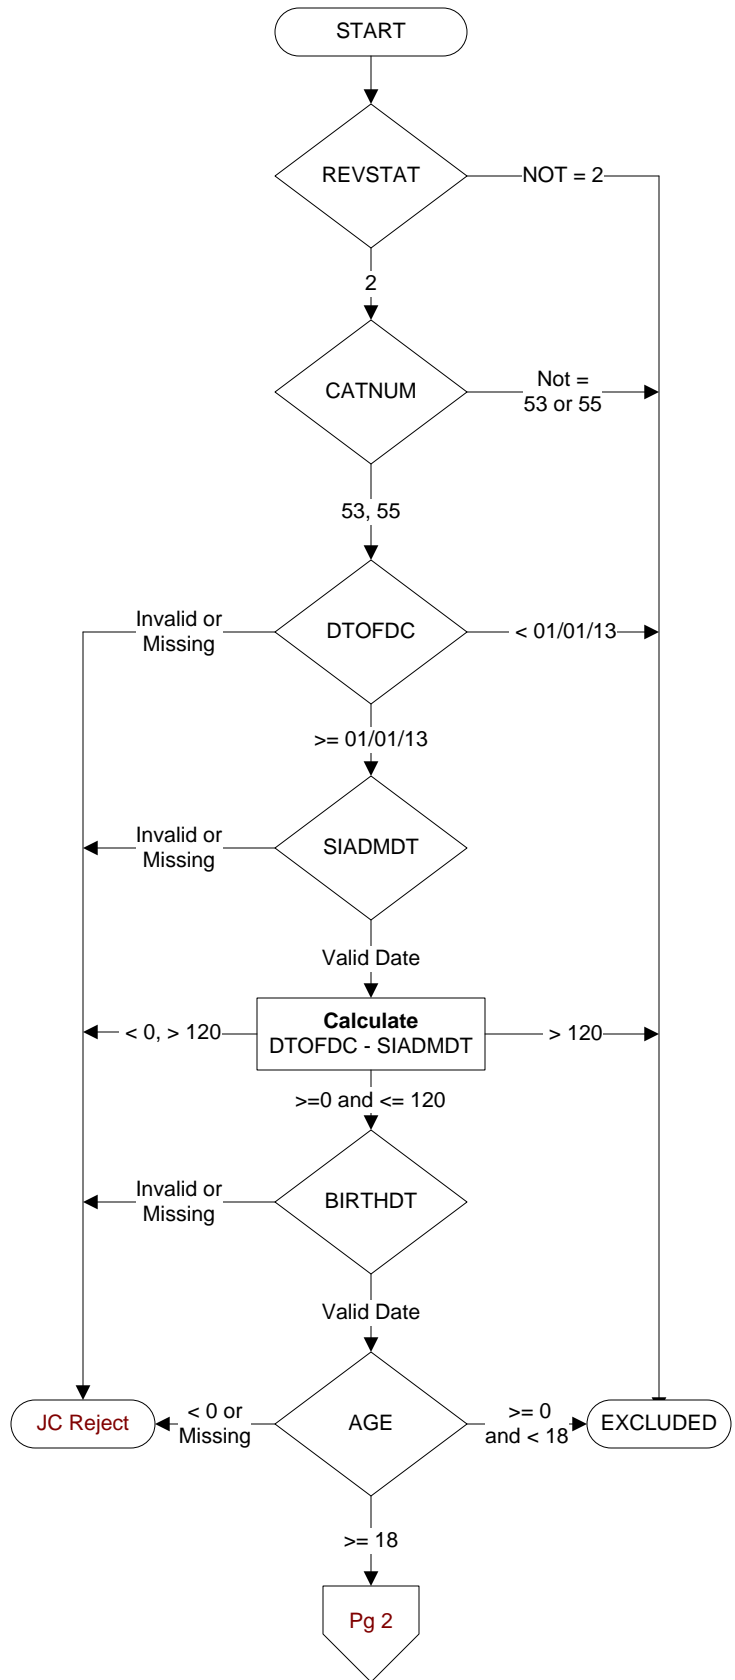 START
REVSTAT
NOT = 2
2
CATNUM
Not =
53 or 55
53, 55
Invalid or
Missing
DTOFDC
< 01/01/13
>= 01/01/13
Invalid or
Missing
SIADMDT
Valid Date
< 0, > 120
Calculate
DTOFDC - SIADMDT
> 120
>=0 and <= 120
Invalid or
Missing
BIRTHDT
Valid Date
JC Reject
< 0 or
Missing
AGE
>= 0
and < 18
EXCLUDED
>= 18
Pg 2